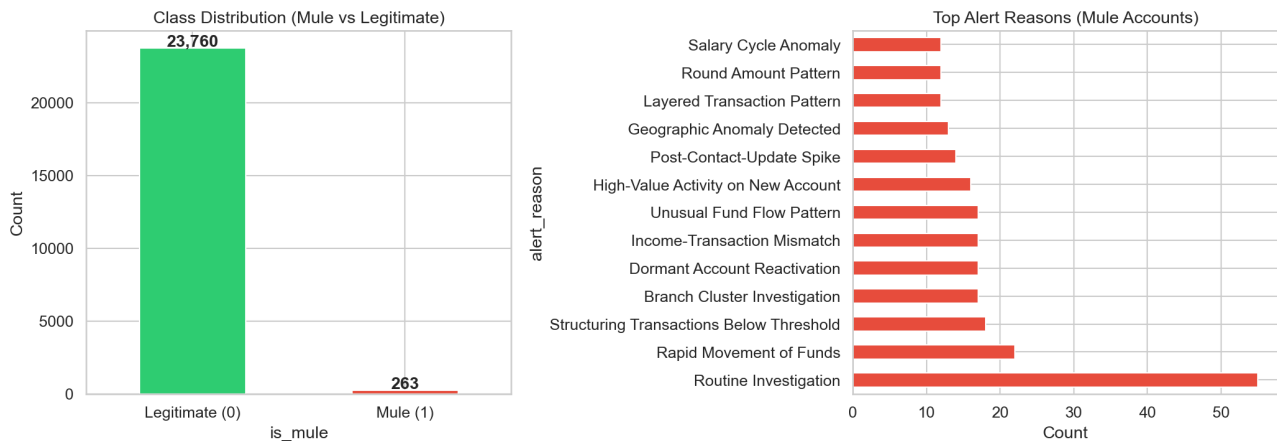 Class Distribution (Mule vs Legitimate)
23,760
20000
15000
10000
5000
0
263
Count
Legitimate (0)
Mule (1)
is_mule
Top Alert Reasons (Mule Accounts)
alert_reason
Salary Cycle Anomaly
Round Amount Pattern
Layered Transaction Pattern
Geographic Anomaly Detected
Post-Contact-Update Spike
High-Value Activity on New Account
Unusual Fund Flow Pattern
Income-Transaction Mismatch
Dormant Account Reactivation
Branch Cluster Investigation
Structuring Transactions Below Threshold
Rapid Movement of Funds
Routine Investigation
0 10 20 30 40 50
Count